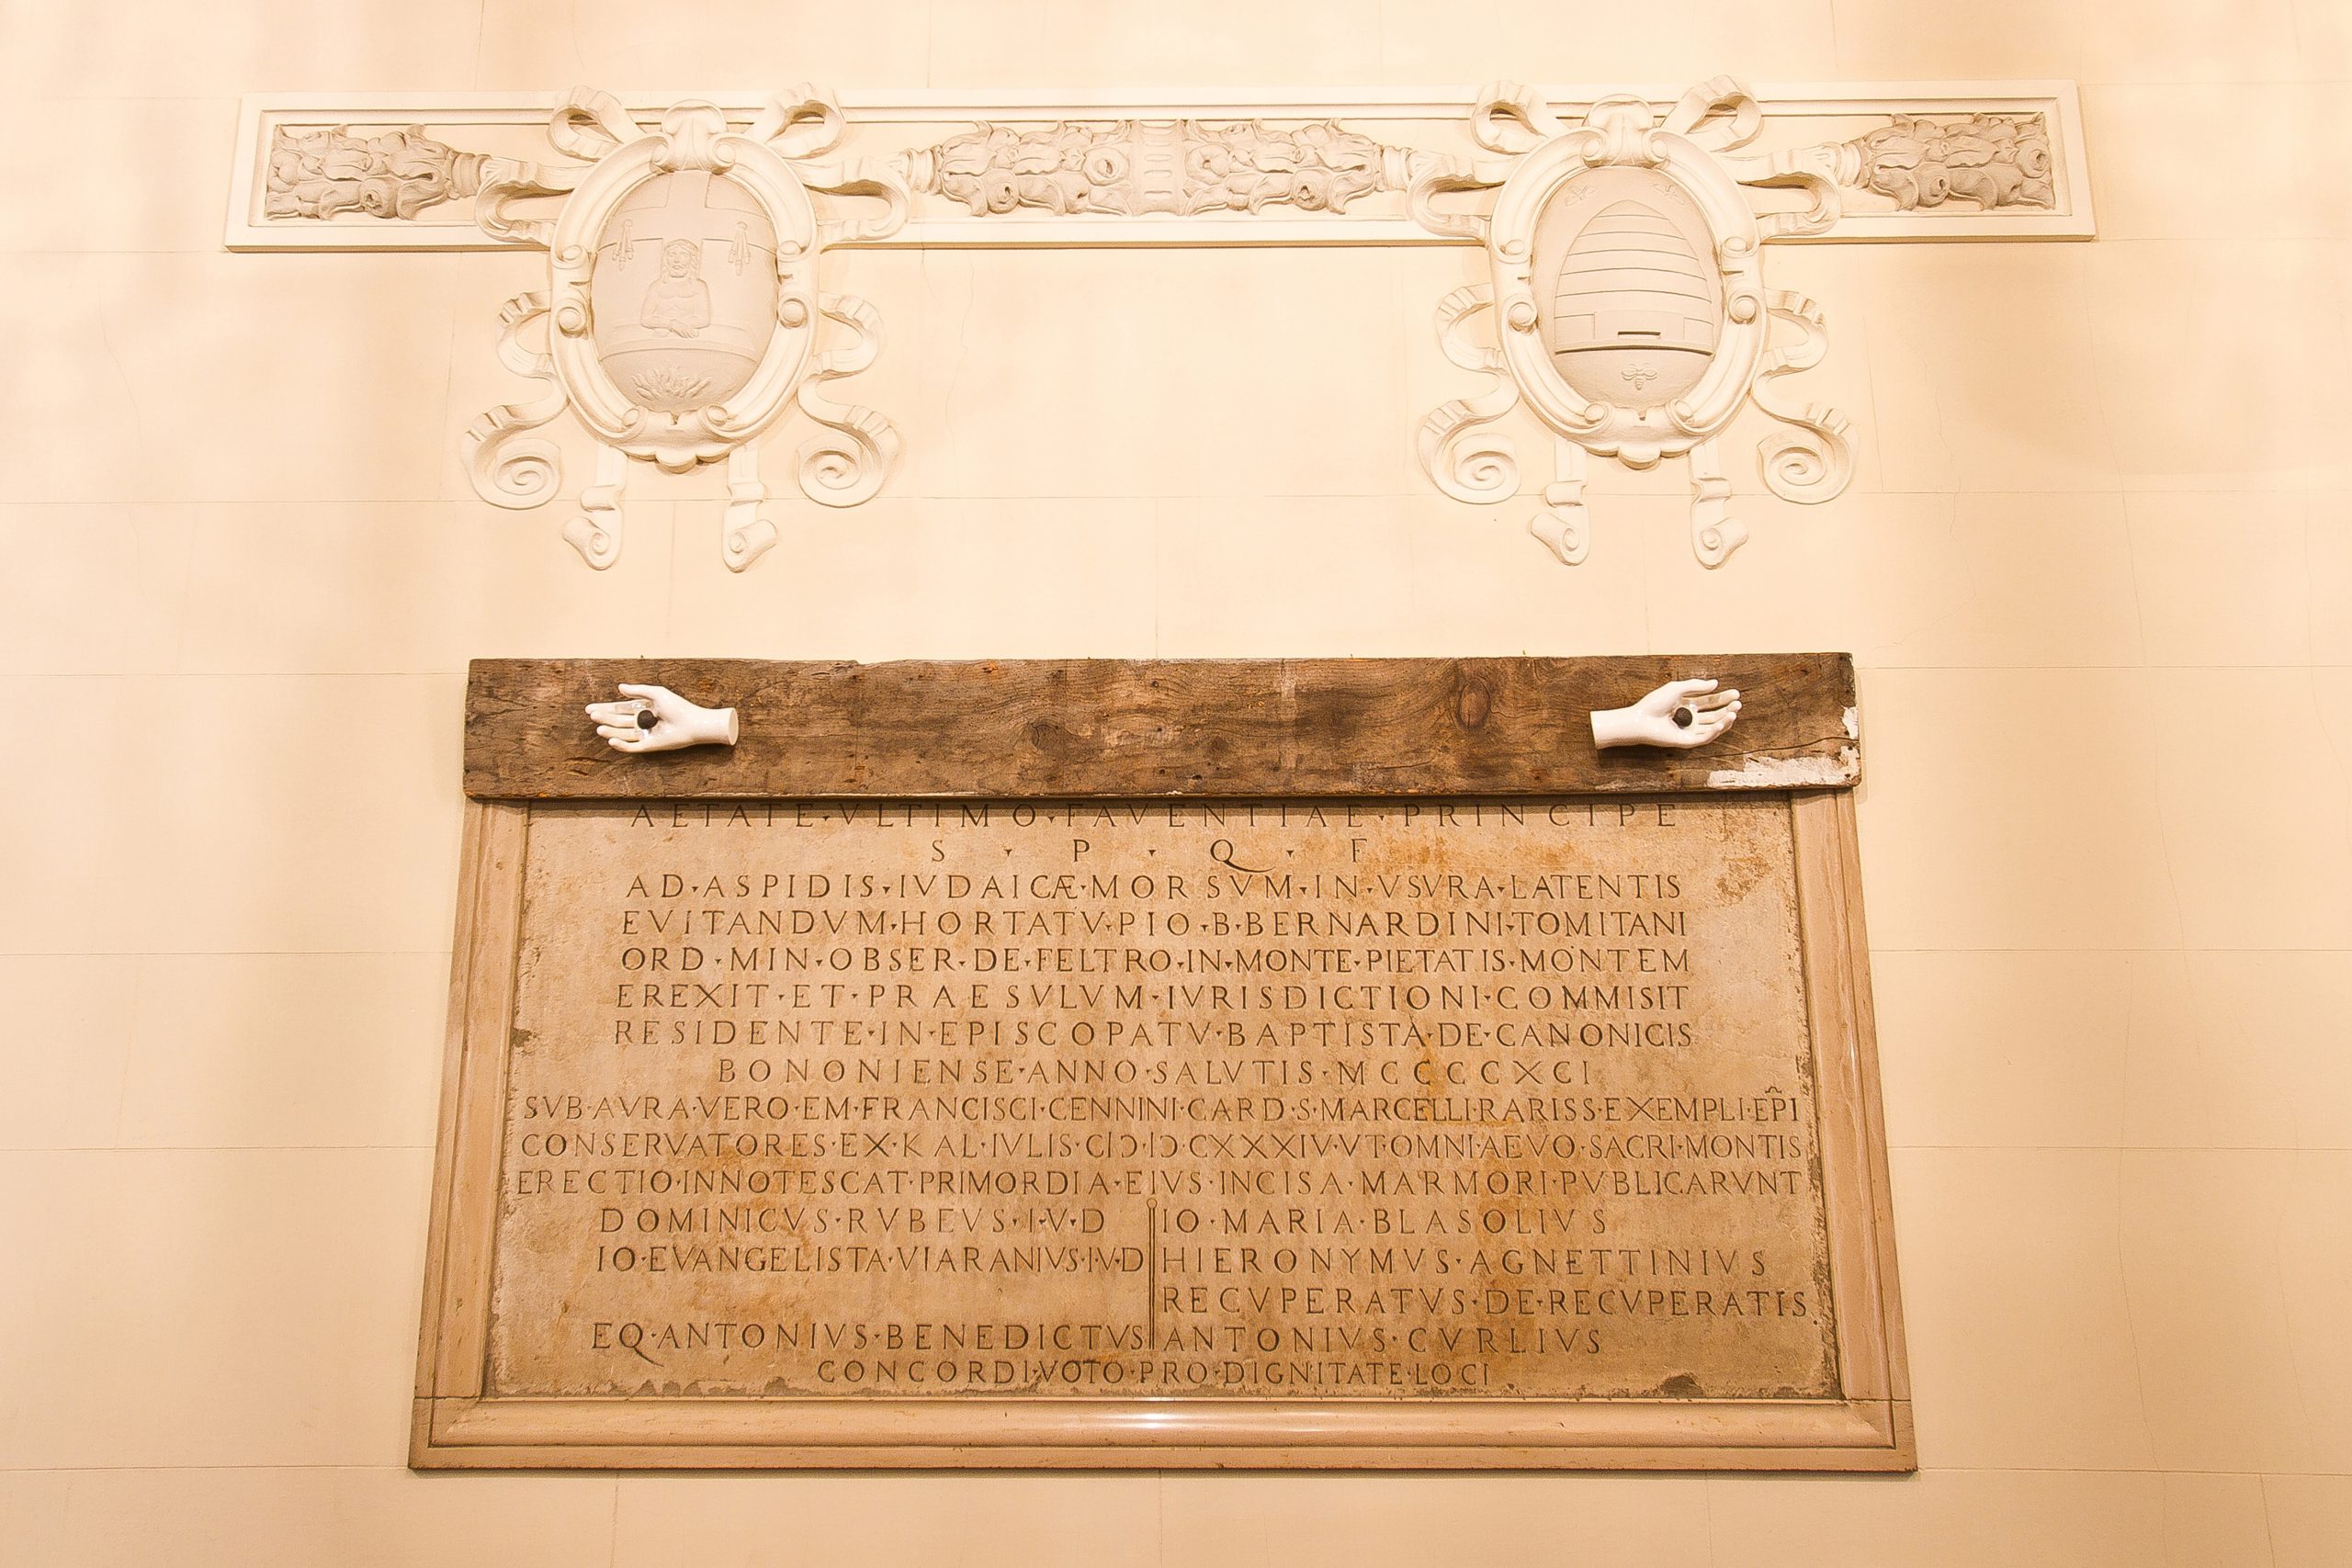 AETATE·VLTIMO·FAVENTIAE·PRINCIPE
S · P · Q · F
AD·ASPIDIS·IVDAICÆ·MORSVM·IN·VSVRA·LATENTIS
EVITANDVM·HORTATV·PIO·B·BERNARDINI·TOMITANI
ORD·MIN·OBSER·DE·FELTRO·IN·MONTE·PIETATIS·MONTEM
EREXIT·ET·PRAESVLVM·IVRISDICTIONI·COMMISIT
RESIDENTE·IN·EPISCOPATV·BAPTISTA·DE·CANONICIS
BONONIENSE·ANNO·SALVTIS·MCCCCXCI
SVB·AVRA·VERO·EM·FRANCISCI·CENNINI·CARD·S·MARCELLI·RARISS·EXEMPLI·EPI
CONSERVATORES·EX·KAL·IVLIS·CIƆ·IƆ·CXXXIV·VT·OMNI·AEVO·SACRI·MONTIS
ERECTIO·INNOTESCAT·PRIMORDIA·EIVS·INCISA·MARMORI·PVBLICARVNT
DOMINICVS·RVBEVS·I·V·D IO·MARIA·BLASOLIVS
IO·EVANGELISTA·VIARANIVS·I·V·D HIERONYMVS·AGNETTINIVS
RECVPERATVS·DE·RECVPERATIS
EQ·ANTONIVS·BENEDICTVS ANTONIVS·CVRLIVS
CONCORDI·VOTO·PRO·DIGNITATE·LOCI